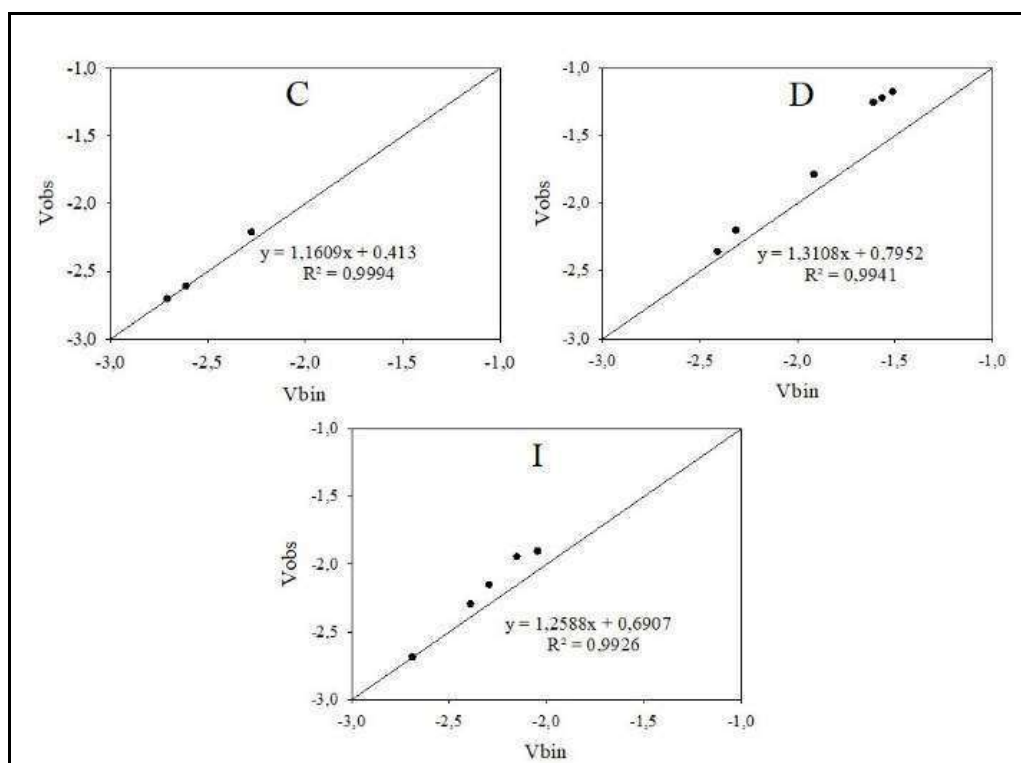 C
-1,0
-1,5
-2,0
-2,5
-3,0
Vobs
y = 1,1609x + 0.413
R² = 0,9994
-3,0 -2,5 -2,0 -1,5 -1,0
Vbin
D
-1,0
-1,5
-2,0
-2,5
-3,0
Vobs
y = 1,3108x + 0.7952
R² = 0,9941
-3,0 -2,5 -2,0 -1,5 -1,0
Vbin
I
-1,0
-1,5
-2,0
-2,5
-3,0
Vobs
y = 1,2588x + 0,6907
R² = 0.9926
-3,0 -2,5 -2,0 -1,5 -1,0
Vbin